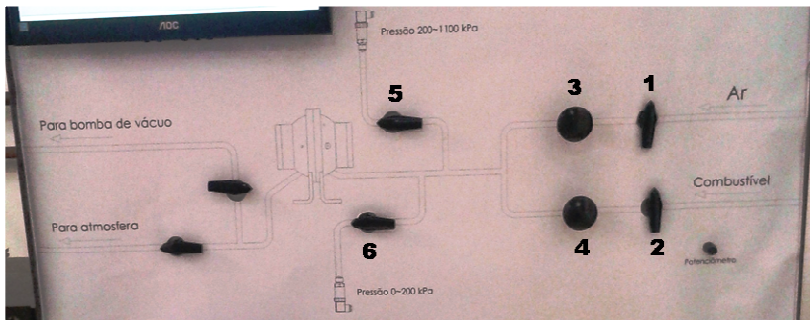 AOC
Pressão 200~1100 kPa
3
1
5
Ar
Para bomba de vácuo
Combustível
Para atmosfera
6
4
2
Potenciômetro
Pressão 0~200 kPa